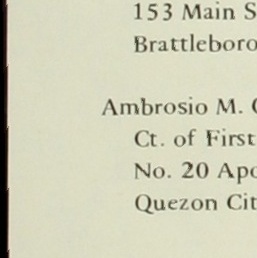 153 Main S
Brattleboro
Ambrosio M.
Ct. of First
No. 20 Apo
Quezon Cit